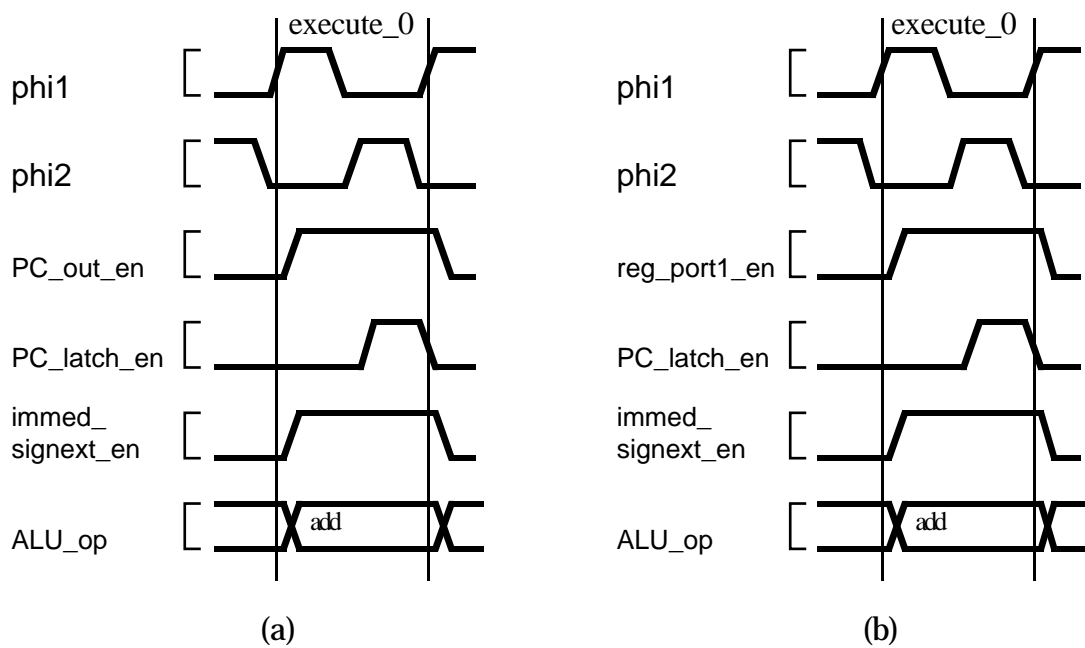 execute_0
phi1
phi2
PC_out_en
PC_latch_en
immed_
signext_en
ALU_op
add
(a)
execute_0
phi1
phi2
reg_port1_en
PC_latch_en
immed_
signext_en
ALU_op
add
(b)